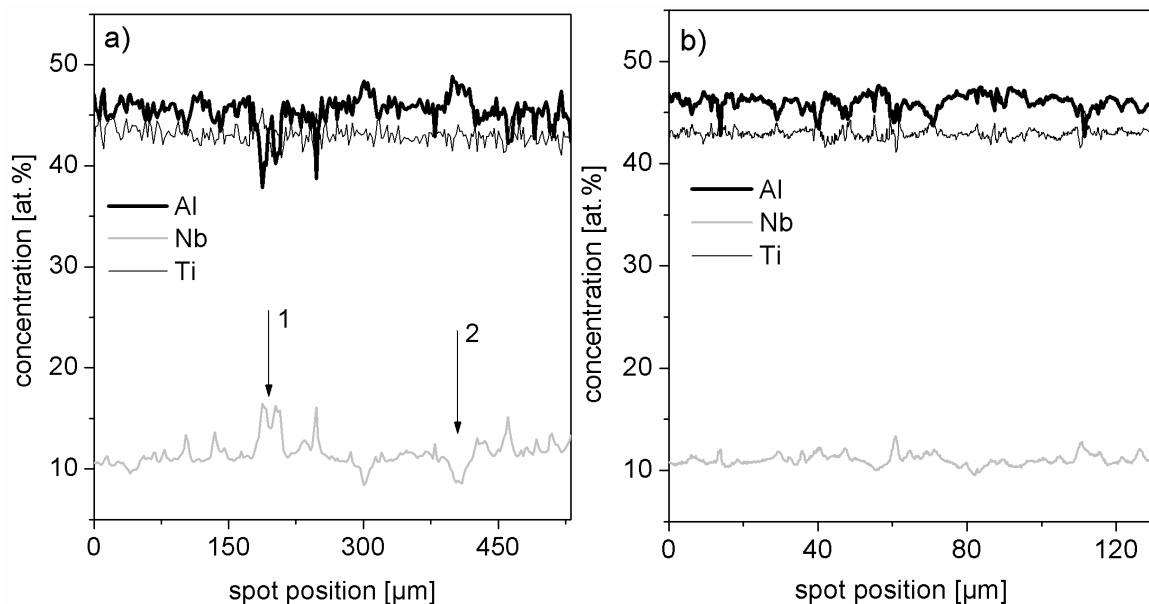 a)
50
40
30
20
10
concentration [at.%]
Al
Nb
Ti
1
2
0
150
300
450
spot position [µm]
b)
50
40
30
20
10
concentration [at.%]
Al
Nb
Ti
0
40
80
120
spot position [µm]